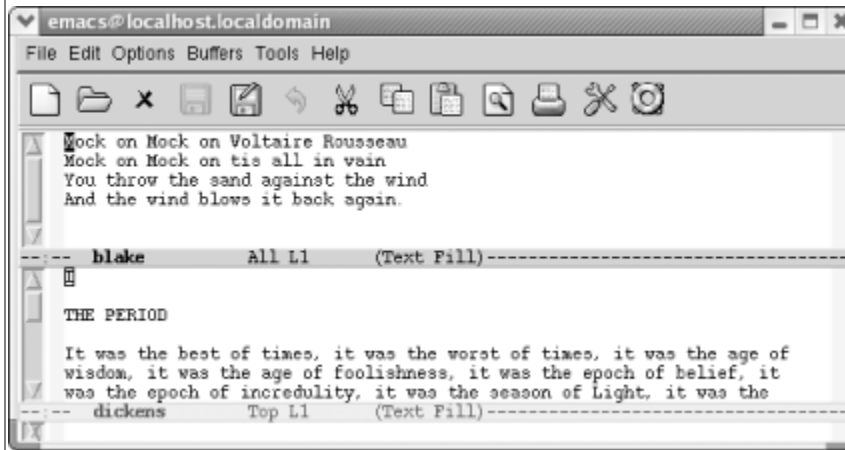 emacs@localhost.localdomain
File Edit Options Buffers Tools Help
Mock on Mock on Voltaire Rousseau
Mock on Mock on tis all in vain
You throw the sand against the wind
And the wind blows it back again.
--:-- blake All L1 (Text Fill)----------------------------------
I
THE PERIOD
It was the best of times, it was the worst of times, it was the age of
wisdom, it was the age of foolishness, it was the epoch of belief, it
was the epoch of incredulity, it was the season of Light, it was the
--:-- dickens Top L1 (Text Fill)----------------------------------